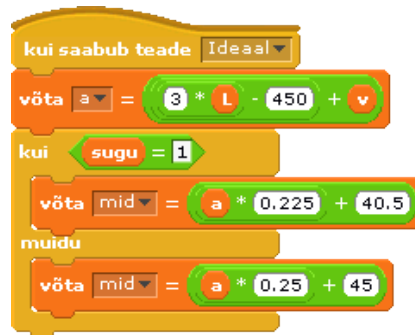 kui saabub teade Ideaal
võta a = 3 * L - 450 + v
kui sugu = 1
võta mid = a * 0.225 + 40.5
muidu
võta mid = a * 0.25 + 45